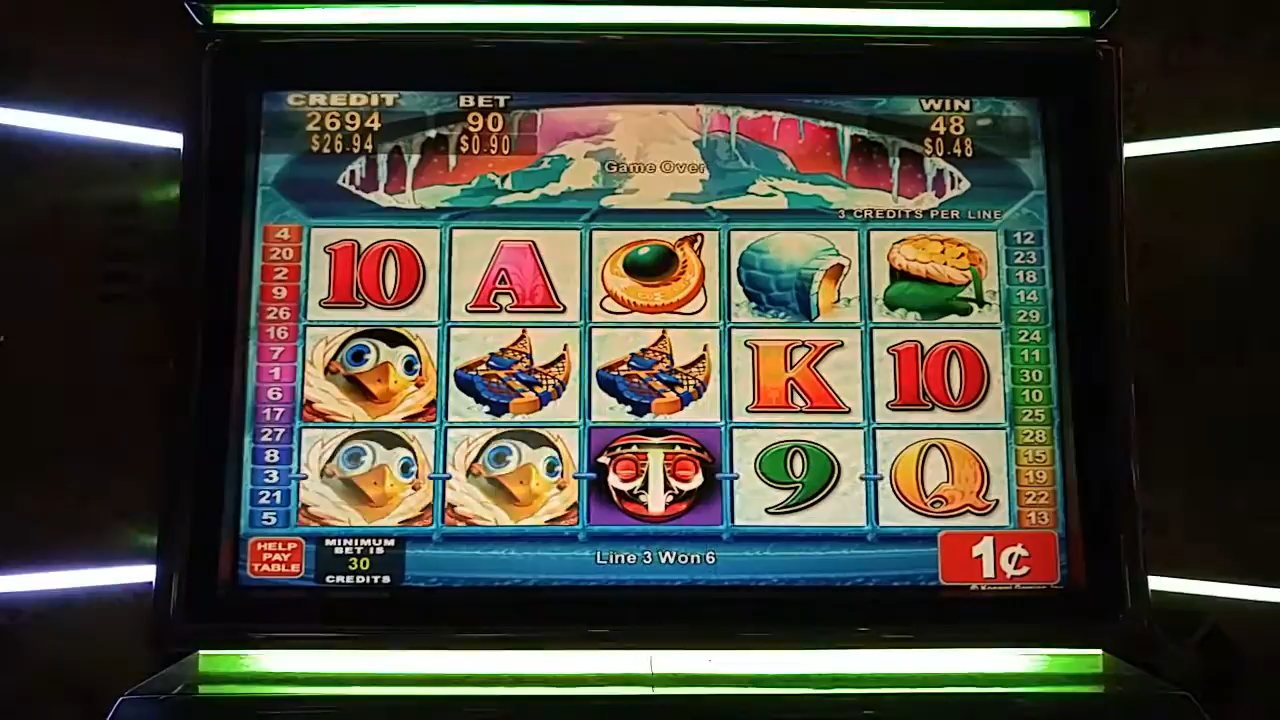 CREDIT
2694
$26.94
BET
90
$0.90
WIN
48
$0.48
Game Over
3 CREDITS PER LINE
4
20
2
9
26
16
7
1
6
17
27
8
3
21
5
10
A
K
10
9
Q
12
23
18
14
29
24
11
30
10
25
28
15
19
22
13
HELP
PAY
TABLE
MINIMUM
BET IS
30
CREDITS
Line 3 Won 6
1¢